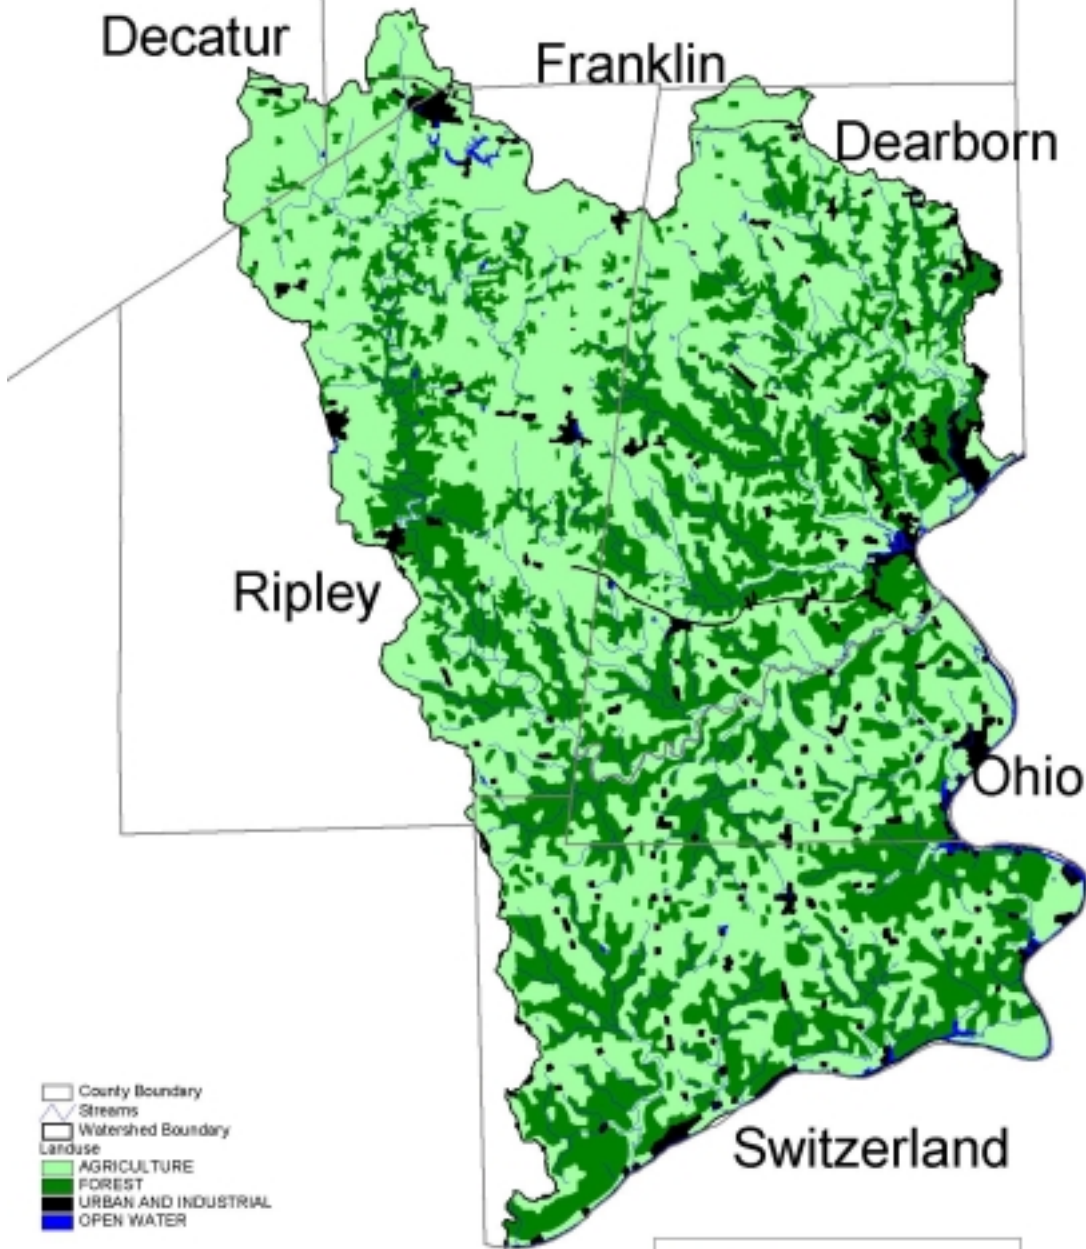 Decatur
Franklin
Dearborn
Ripley
Ohio
Switzerland
County Boundary
Streams
Watershed Boundary
Landuse
AGRICULTURE
FOREST
URBAN AND INDUSTRIAL
OPEN WATER